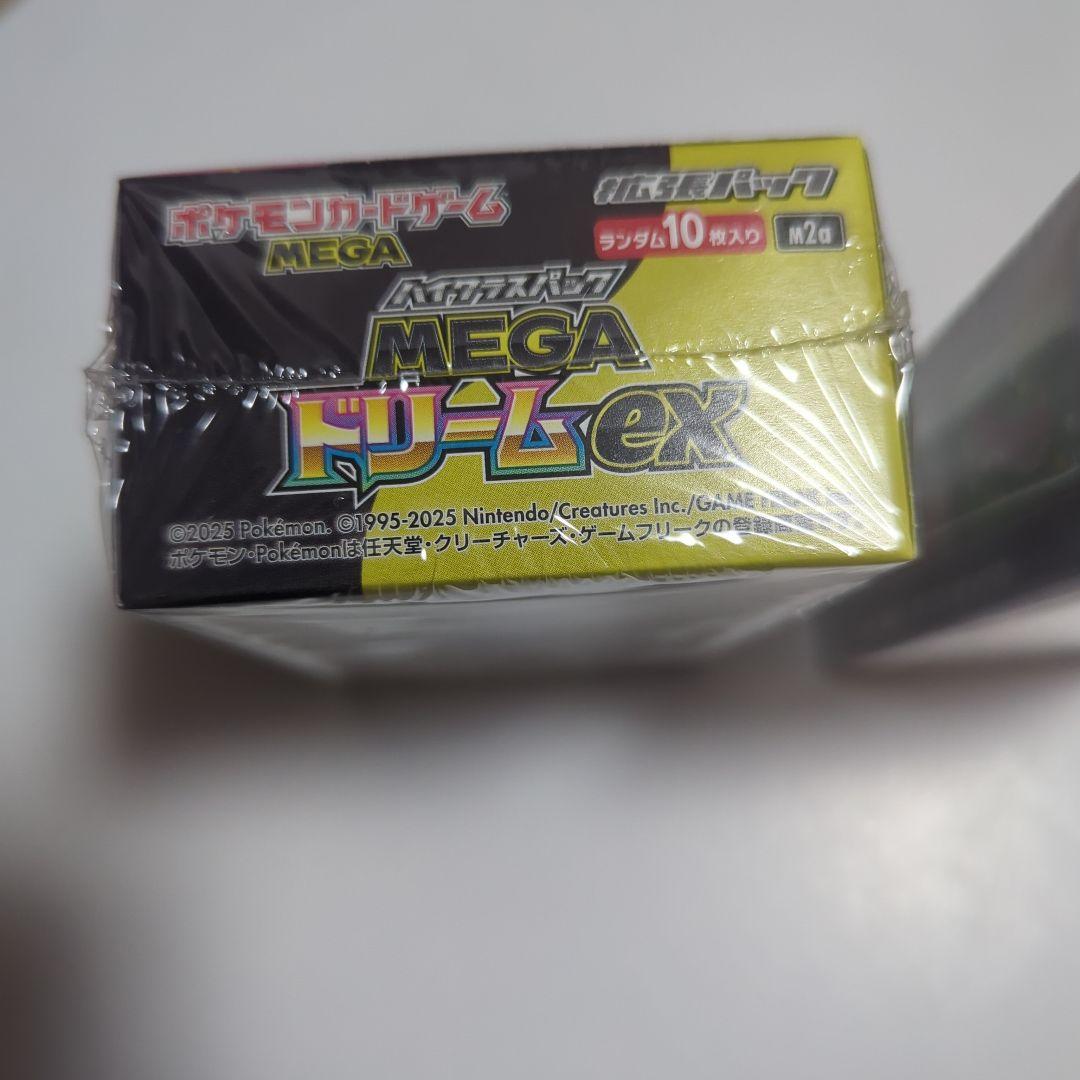 ポケモンカードゲーム
MEGA
拡張パック
ランダム10枚入り M2a
ハイクラスパック
MEGA
ドリームex
©2025 Pokémon. ©1995-2025 Nintendo/Creatures Inc./GAME FREAK
ポケモン・Pokémonは任天堂・クリーチャーズ・ゲームフリークの登録商標